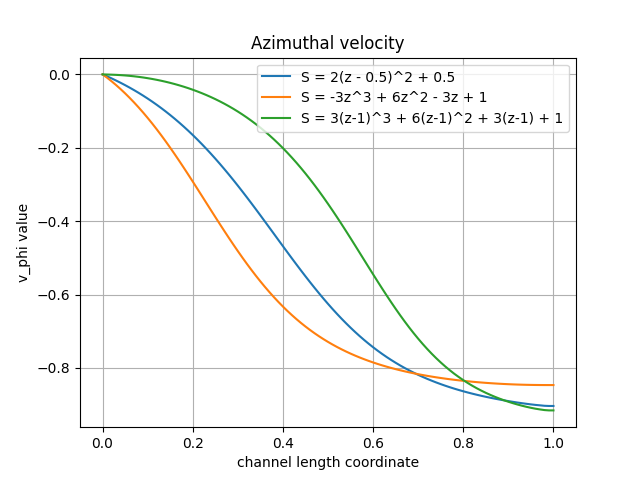 Azimuthal velocity
S = 2(z - 0.5)^2 + 0.5
S = -3z^3 + 6z^2 - 3z + 1
S = 3(z-1)^3 + 6(z-1)^2 + 3(z-1) + 1
v_phi value
0.0
−0.2
−0.4
−0.6
−0.8
0.0 0.2 0.4 0.6 0.8 1.0
channel length coordinate